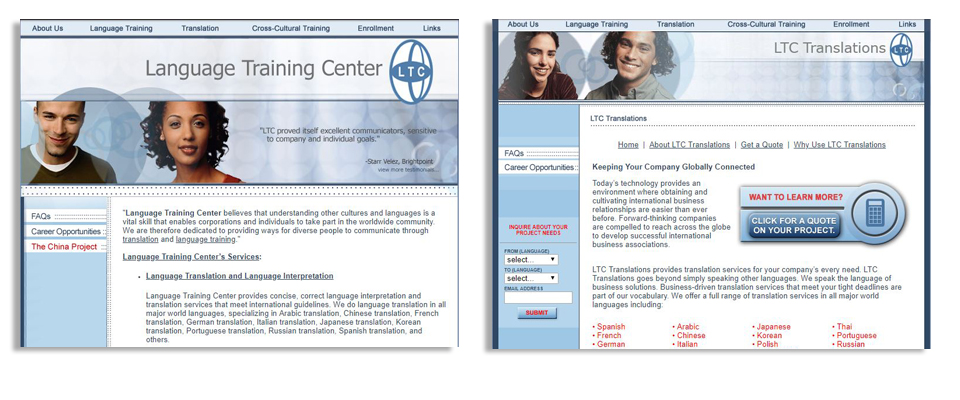 About Us Language Training Translation Cross-Cultural Training Enrollment Links
Language Training Center
LTC
"LTC proved itself excellent communicators, sensitive
to company and individual goals."
-Starr Velez, Brightpoint
view more testimonials...
FAQs
Career Opportunities
The China Project
"Language Training Center believes that understanding other cultures and languages is a
vital skill that enables corporations and individuals to take part in the worldwide community.
We are therefore dedicated to providing ways for diverse people to communicate through
translation and language training."
Language Training Center's Services:
• Language Translation and Language Interpretation
Language Training Center provides concise, correct language interpretation and
translation services that meet international guidelines. We do language translation in all
major world languages, specializing in Arabic translation, Chinese translation, French
translation, German translation, Italian translation, Japanese translation, Korean
translation, Portuguese translation, Russian translation, Spanish translation, and
others.
About Us Language Training Translation Cross-Cultural Training Enrollment Links
LTC Translations
LTC
LTC Translations
Home | About LTC Translations | Get a Quote | Why Use LTC Translations
FAQs
Career Opportunities
INQUIRE ABOUT YOUR
PROJECT NEEDS
FROM (LANGUAGE)
select...
TO (LANGUAGE)
select...
EMAIL ADDRESS
SUBMIT
Keeping Your Company Globally Connected
Today's technology provides an
environment where obtaining and
cultivating international business
relationships are easier than ever
before. Forward-thinking companies
are compelled to reach across the globe
to develop successful international
business associations.
WANT TO LEARN MORE?
CLICK FOR A QUOTE
ON YOUR PROJECT.
LTC Translations provides translation services for your company's every need. LTC
Translations goes beyond simply speaking other languages. We speak the language of
business solutions. Business-driven translation services that meet your tight deadlines are
part of our vocabulary. We offer a full range of translation services in all major world
languages including:
• Spanish • Arabic • Japanese • Thai
• French • Chinese • Korean • Portuguese
• German • Italian • Polish • Russian